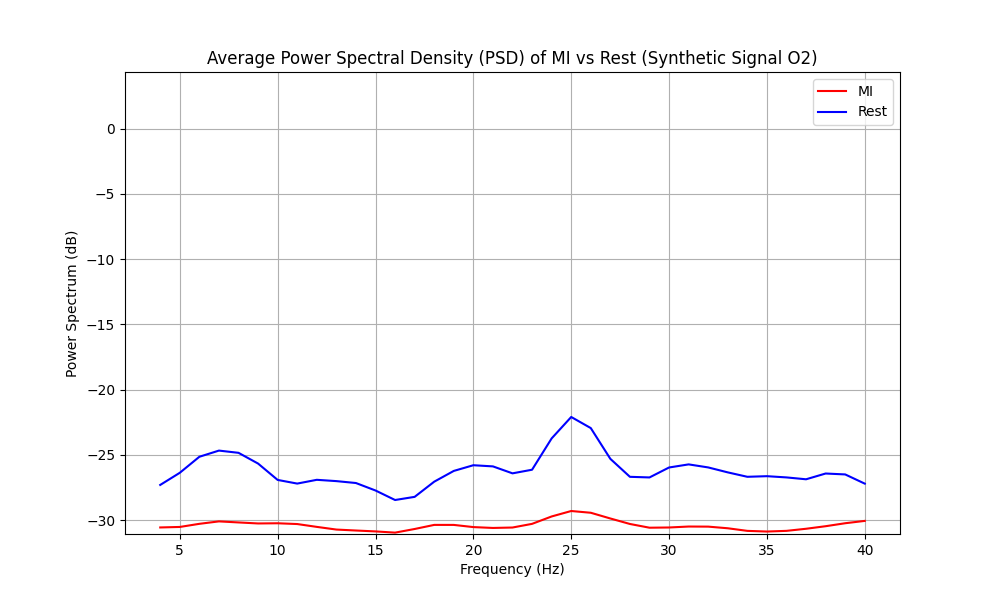 Average Power Spectral Density (PSD) of MI vs Rest (Synthetic Signal O2)
MI
Rest
0
−5
−10
−15
−20
−25
−30
Power Spectrum (dB)
5 10 15 20 25 30 35 40
Frequency (Hz)